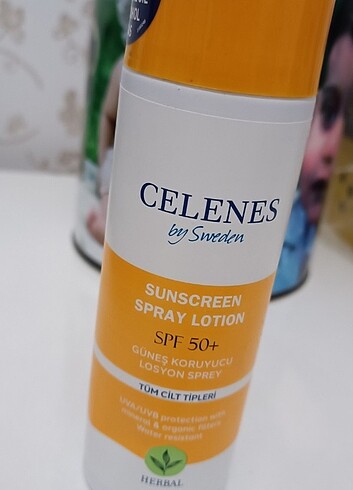 CELENES
by Sweden
SUNSCREEN
SPRAY LOTION
SPF 50+
GÜNEŞ KORUYUCU
LOSYON SPREY
TÜM CİLT TİPLERİ
UVA/UVB protection with
mineral & organic filters
Water resistant
HERBAL